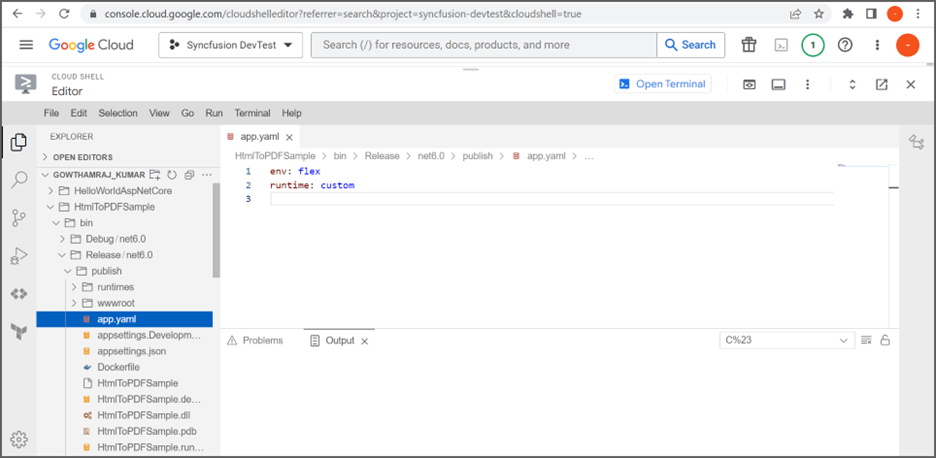 console.cloud.google.com/cloudshelleditor?referrer=search&project=syncfusion-devtest&cloudshell=true
Google Cloud
Syncfusion DevTest
Search (/) for resources, docs, products, and more
Search
1
CLOUD SHELL
Editor
Open Terminal
File Edit Selection View Go Run Terminal Help
EXPLORER
OPEN EDITORS
GOWTHAMRAJ_KUMAR
HelloWorldAspNetCore
HtmlToPDFSample
bin
Debug/net6.0
Release/net6.0
publish
runtimes
wwwroot
app.yaml
appsettings.Developm...
appsettings.json
Dockerfile
HtmlToPDFSample
HtmlToPDFSample.de...
HtmlToPDFSample.dll
HtmlToPDFSample.pdb
HtmlToPDFSample.run...
app.yaml
HtmlToPDFSample > bin > Release > net6.0 > publish > app.yaml > ...
1 env: flex
2 runtime: custom
3
Problems Output C%23